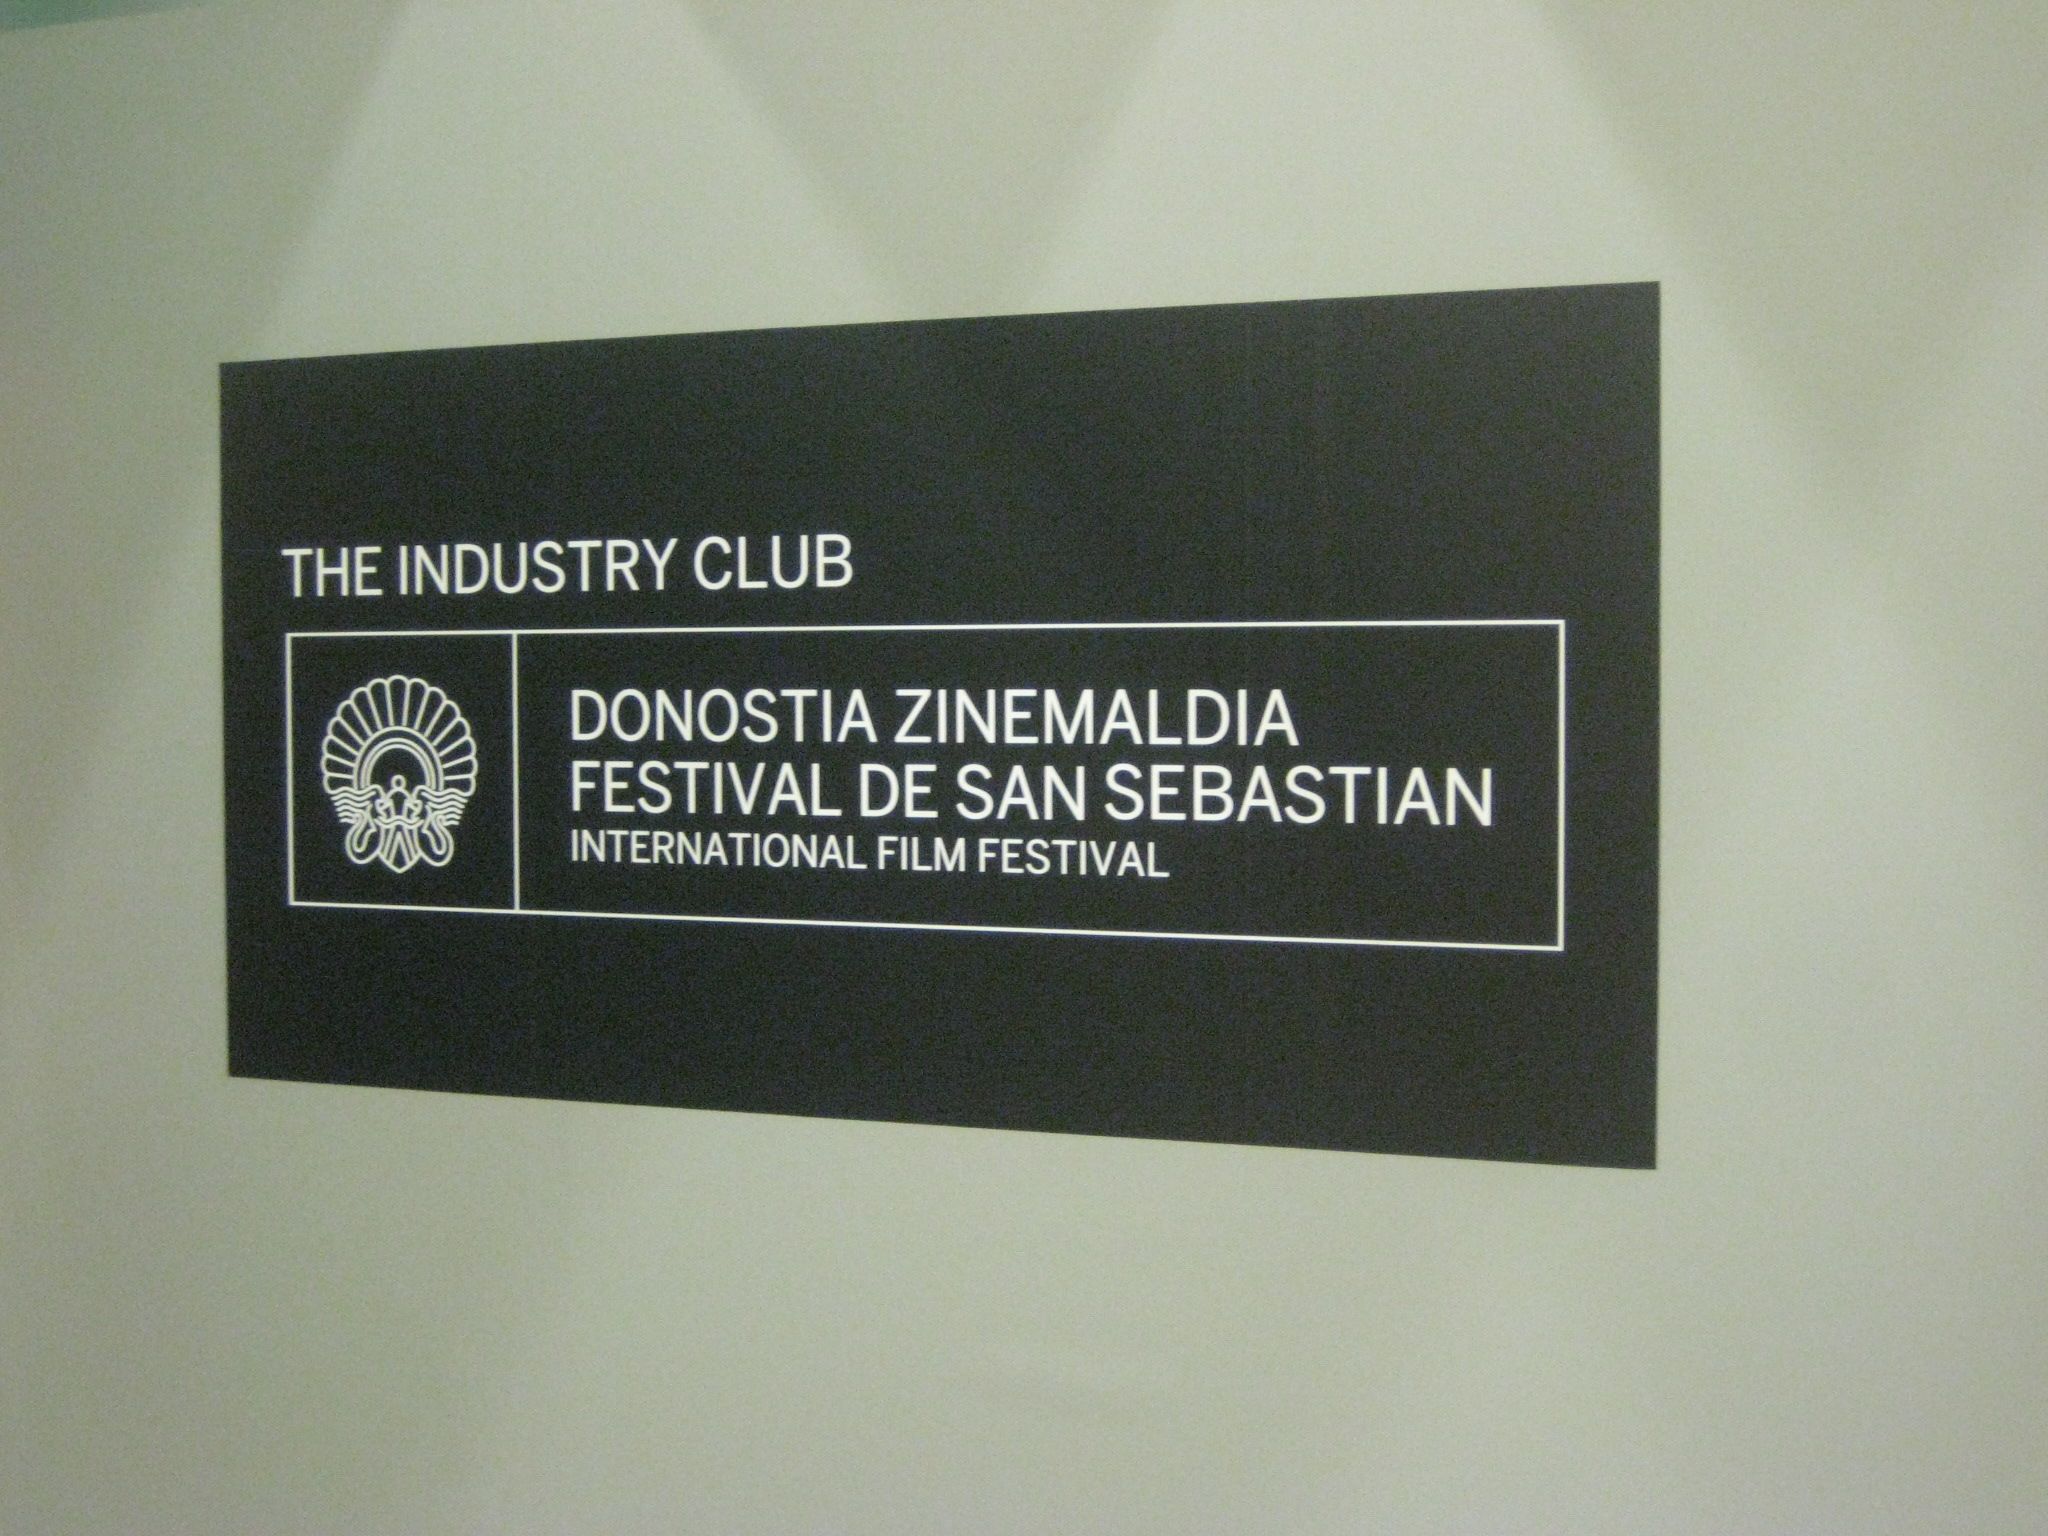 THE INDUSTRY CLUB
DONOSTIA ZINEMALDIA
FESTIVAL DE SAN SEBASTIAN
INTERNATIONAL FILM FESTIVAL